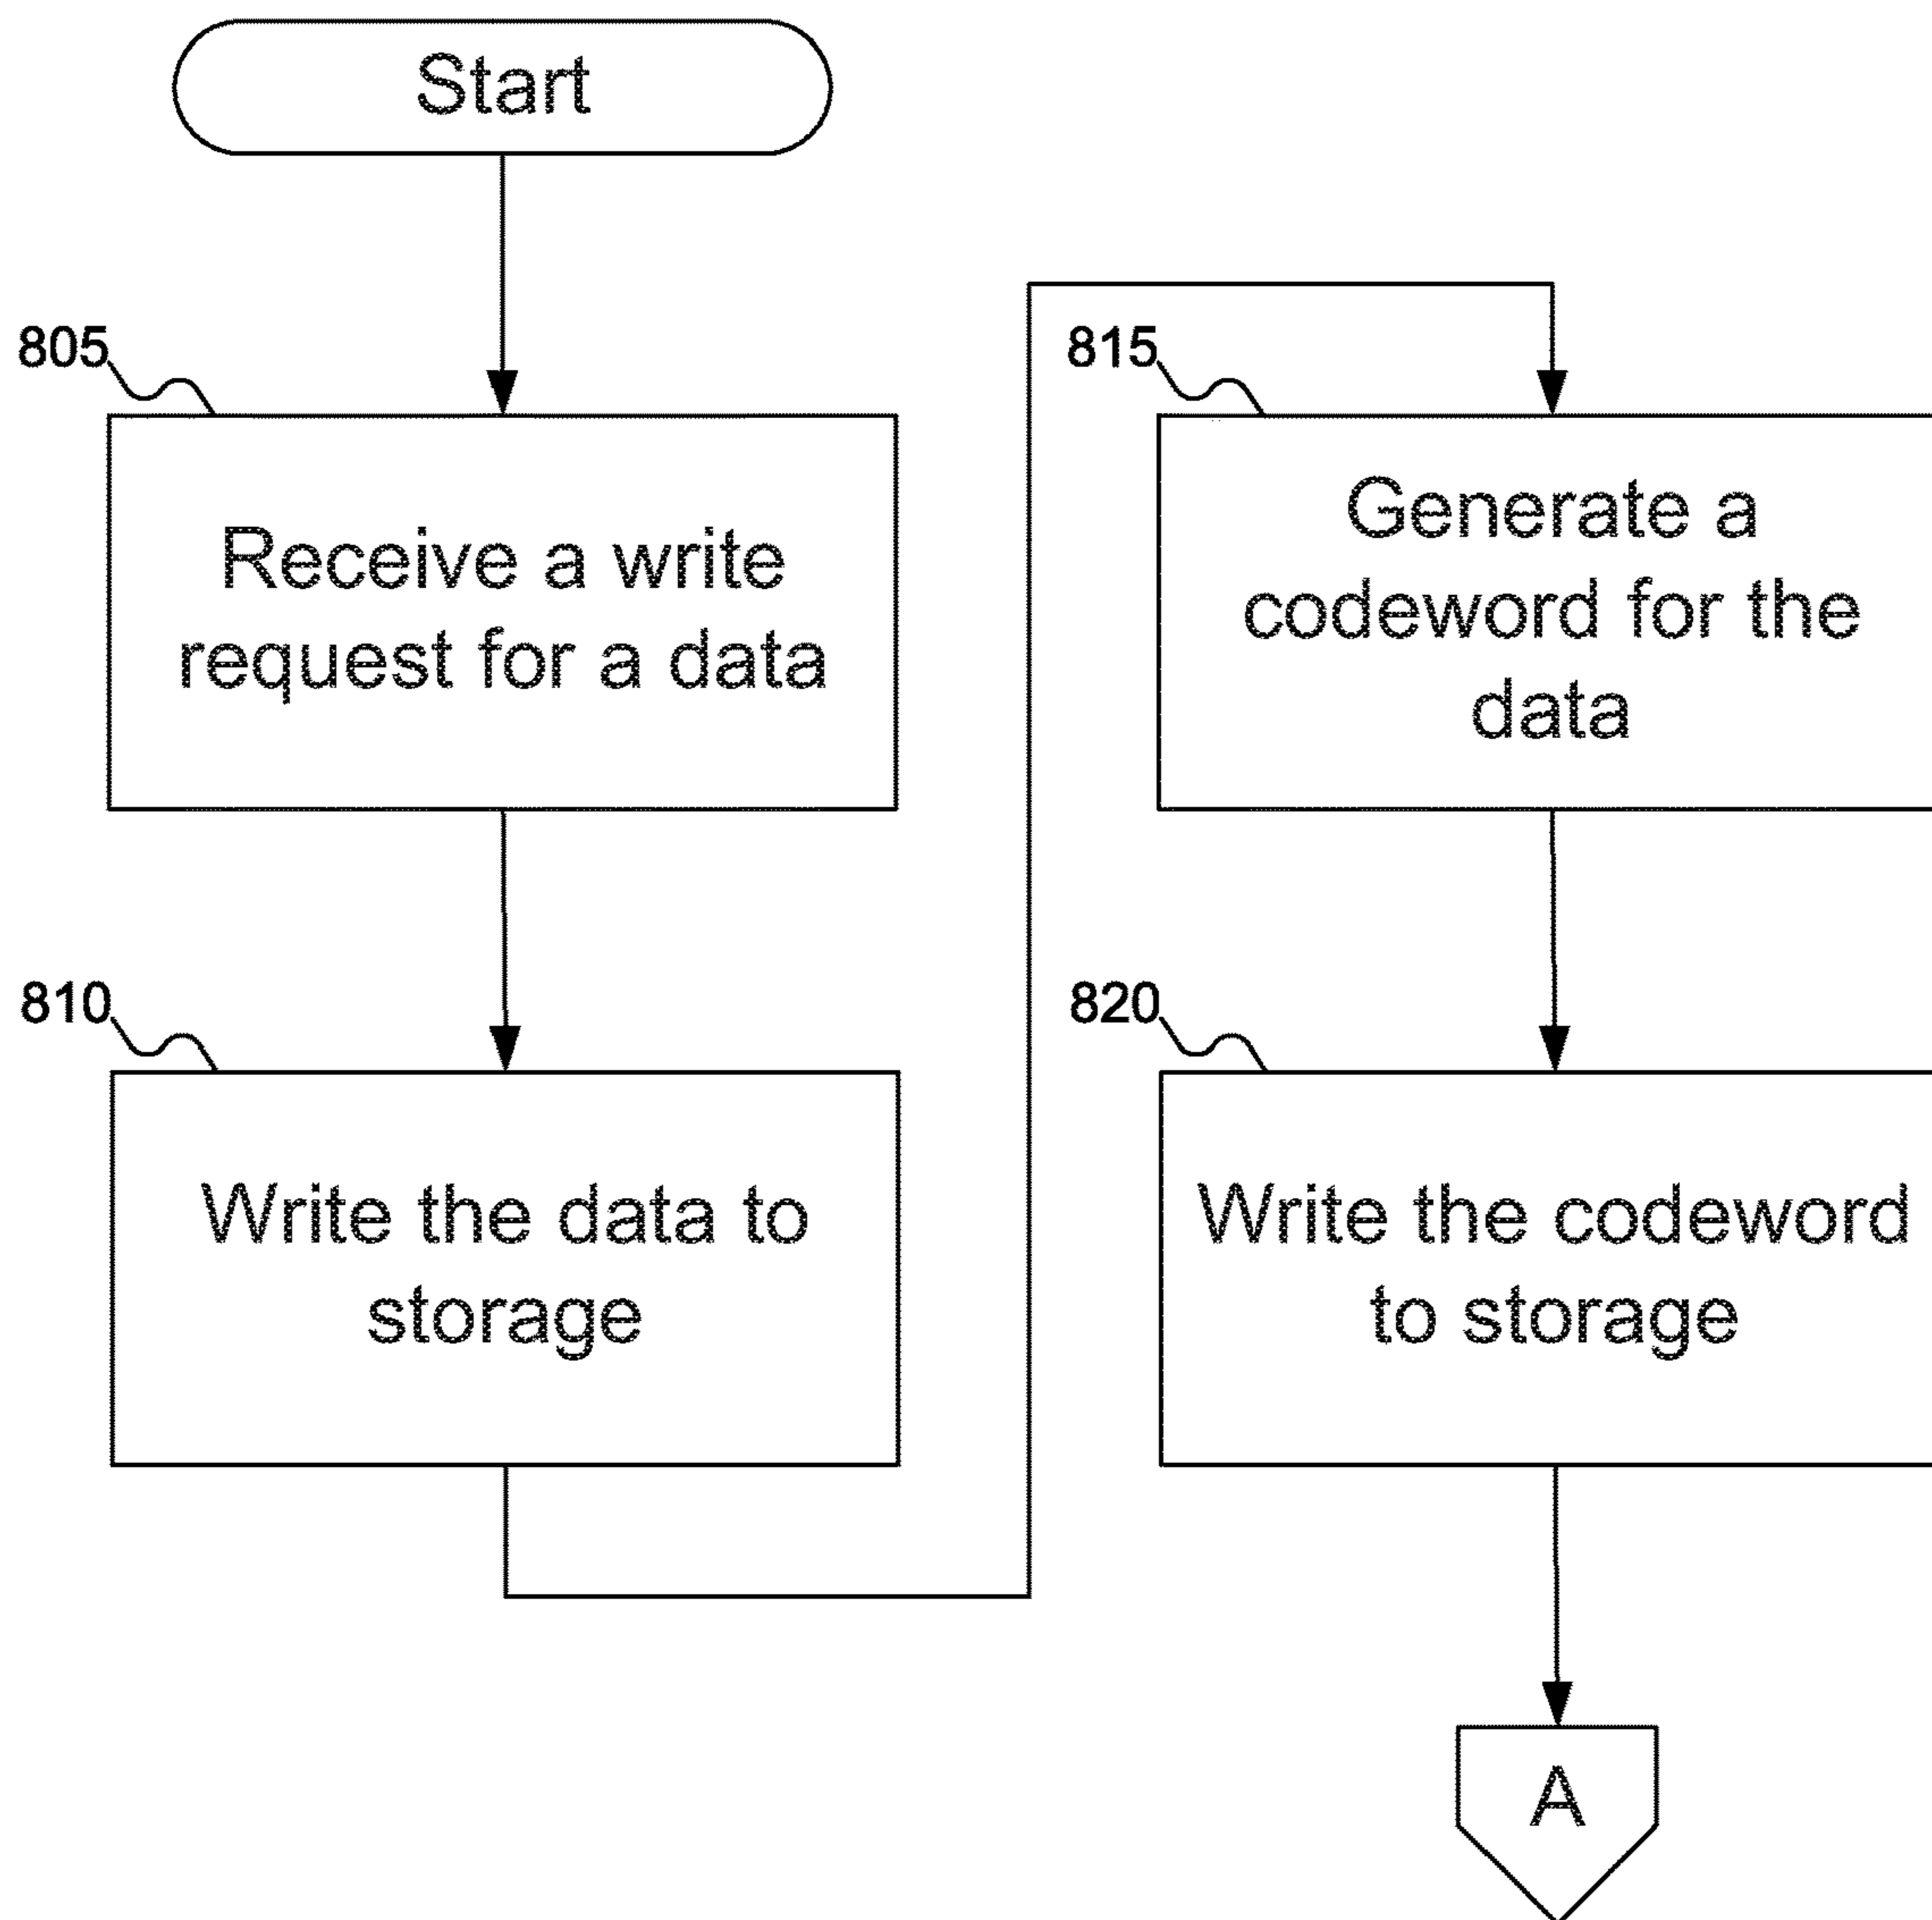 Start
805
Receive a write
request for a data
810
Write the data to
storage
815
Generate a
codeword for the
data
820
Write the codeword
to storage
A